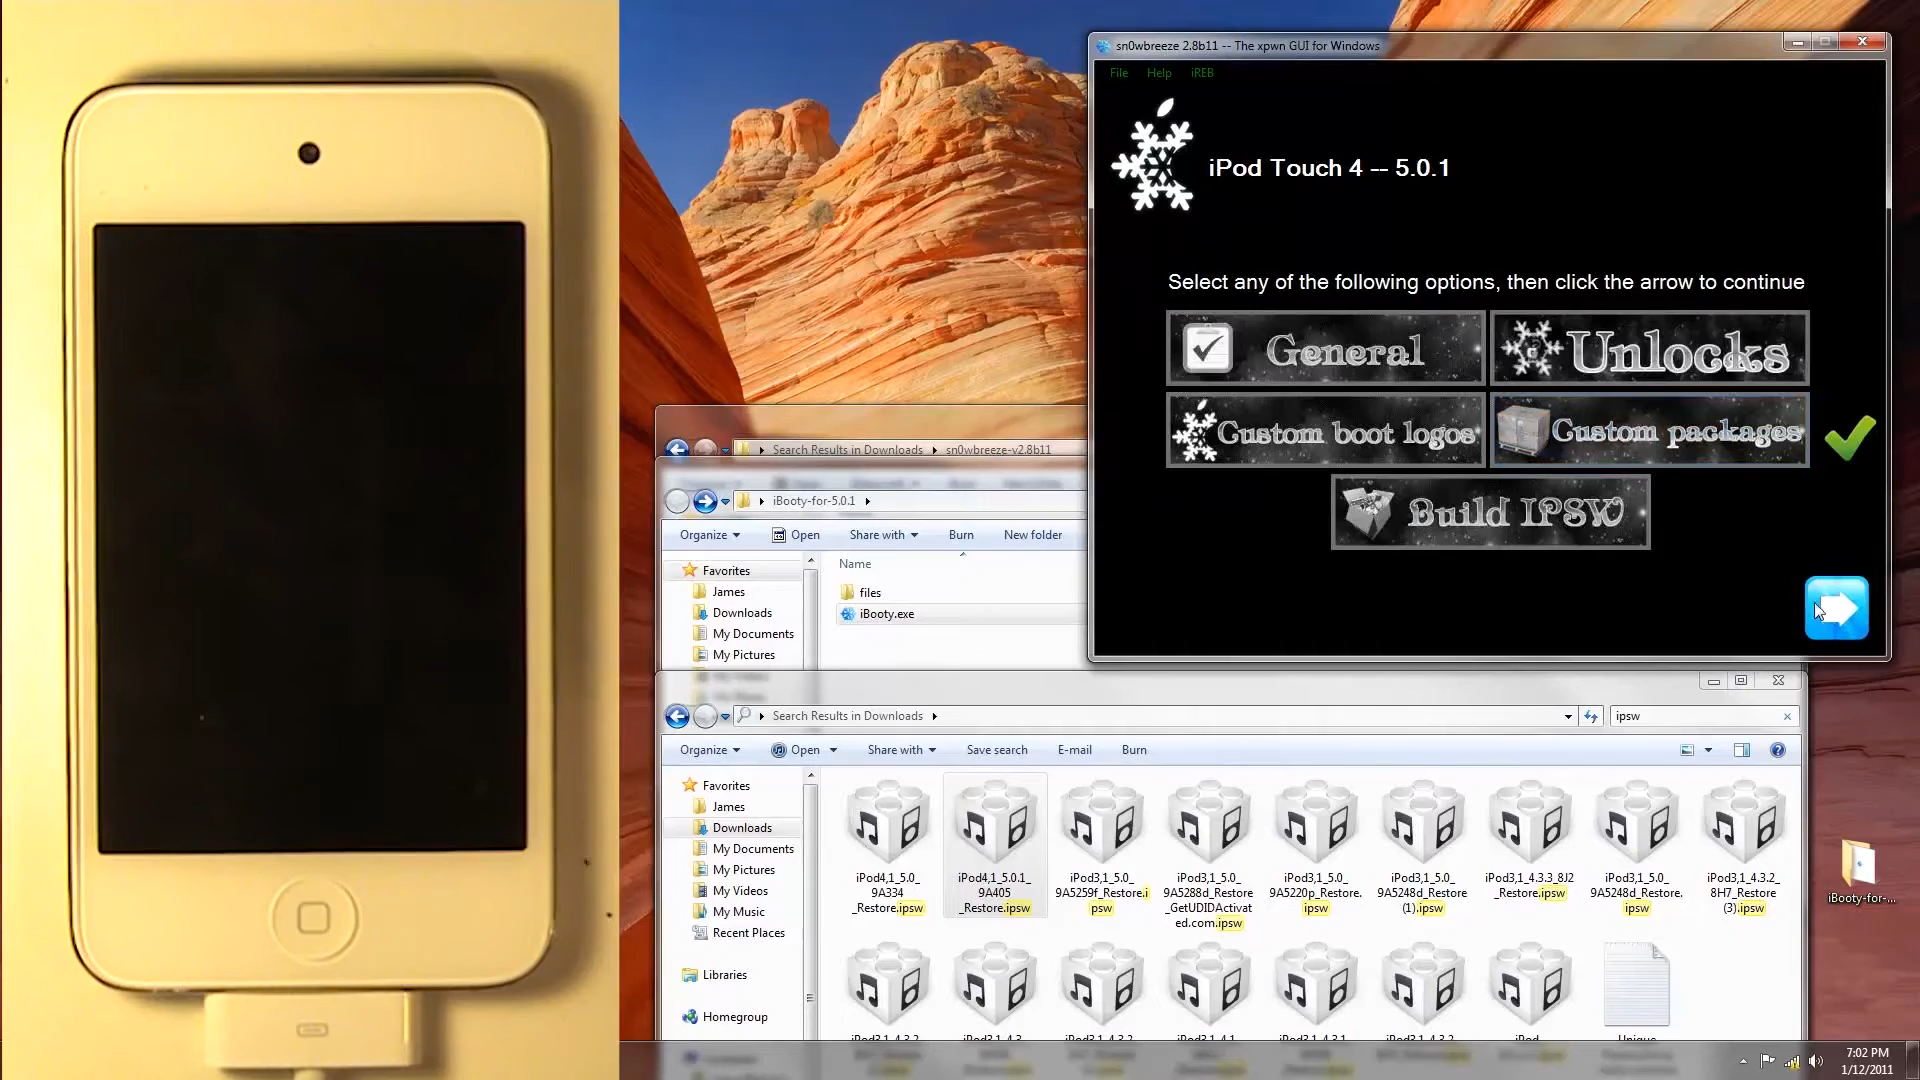 sn0wbreeze 2.8b11 -- The xpwn GUI for Windows
File Help iREB
iPod Touch 4 -- 5.0.1
Select any of the following options, then click the arrow to continue
General
Unlocks
Custom boot logos
Custom packages
Build IPSW
Search Results in Downloads sn0wbreeze-v2.8b11
iBooty-for-5.0.1
Organize Open Share with Burn New folder
Name
Favorites
James
Downloads
My Documents
My Pictures
files
iBooty.exe
Search Results in Downloads
ipsw
Organize Open Share with Save search E-mail Burn
Favorites
James
Downloads
My Documents
My Pictures
My Videos
My Music
Recent Places
Libraries
Homegroup
iPod4,1_5.0_
9A334
_Restore.ipsw
iPod4,1_5.0.1_
9A405
_Restore.ipsw
iPod3,1_5.0_
9A5259f_Restore.i
psw
iPod3,1_5.0_
9A5288d_Restore
_GetUDIDActivat
ed.com.ipsw
iPod3,1_5.0_
9A5220p_Restore.
ipsw
iPod3,1_5.0_
9A5248d_Restore
(1).ipsw
iPod3,1_4.3.3_8J2
_Restore.ipsw
iPod3,1_5.0_
9A5248d_Restore.
ipsw
iPod3,1_4.3.2_
8H7_Restore
(3).ipsw
iBooty-for-...
7:02 PM
1/12/2011